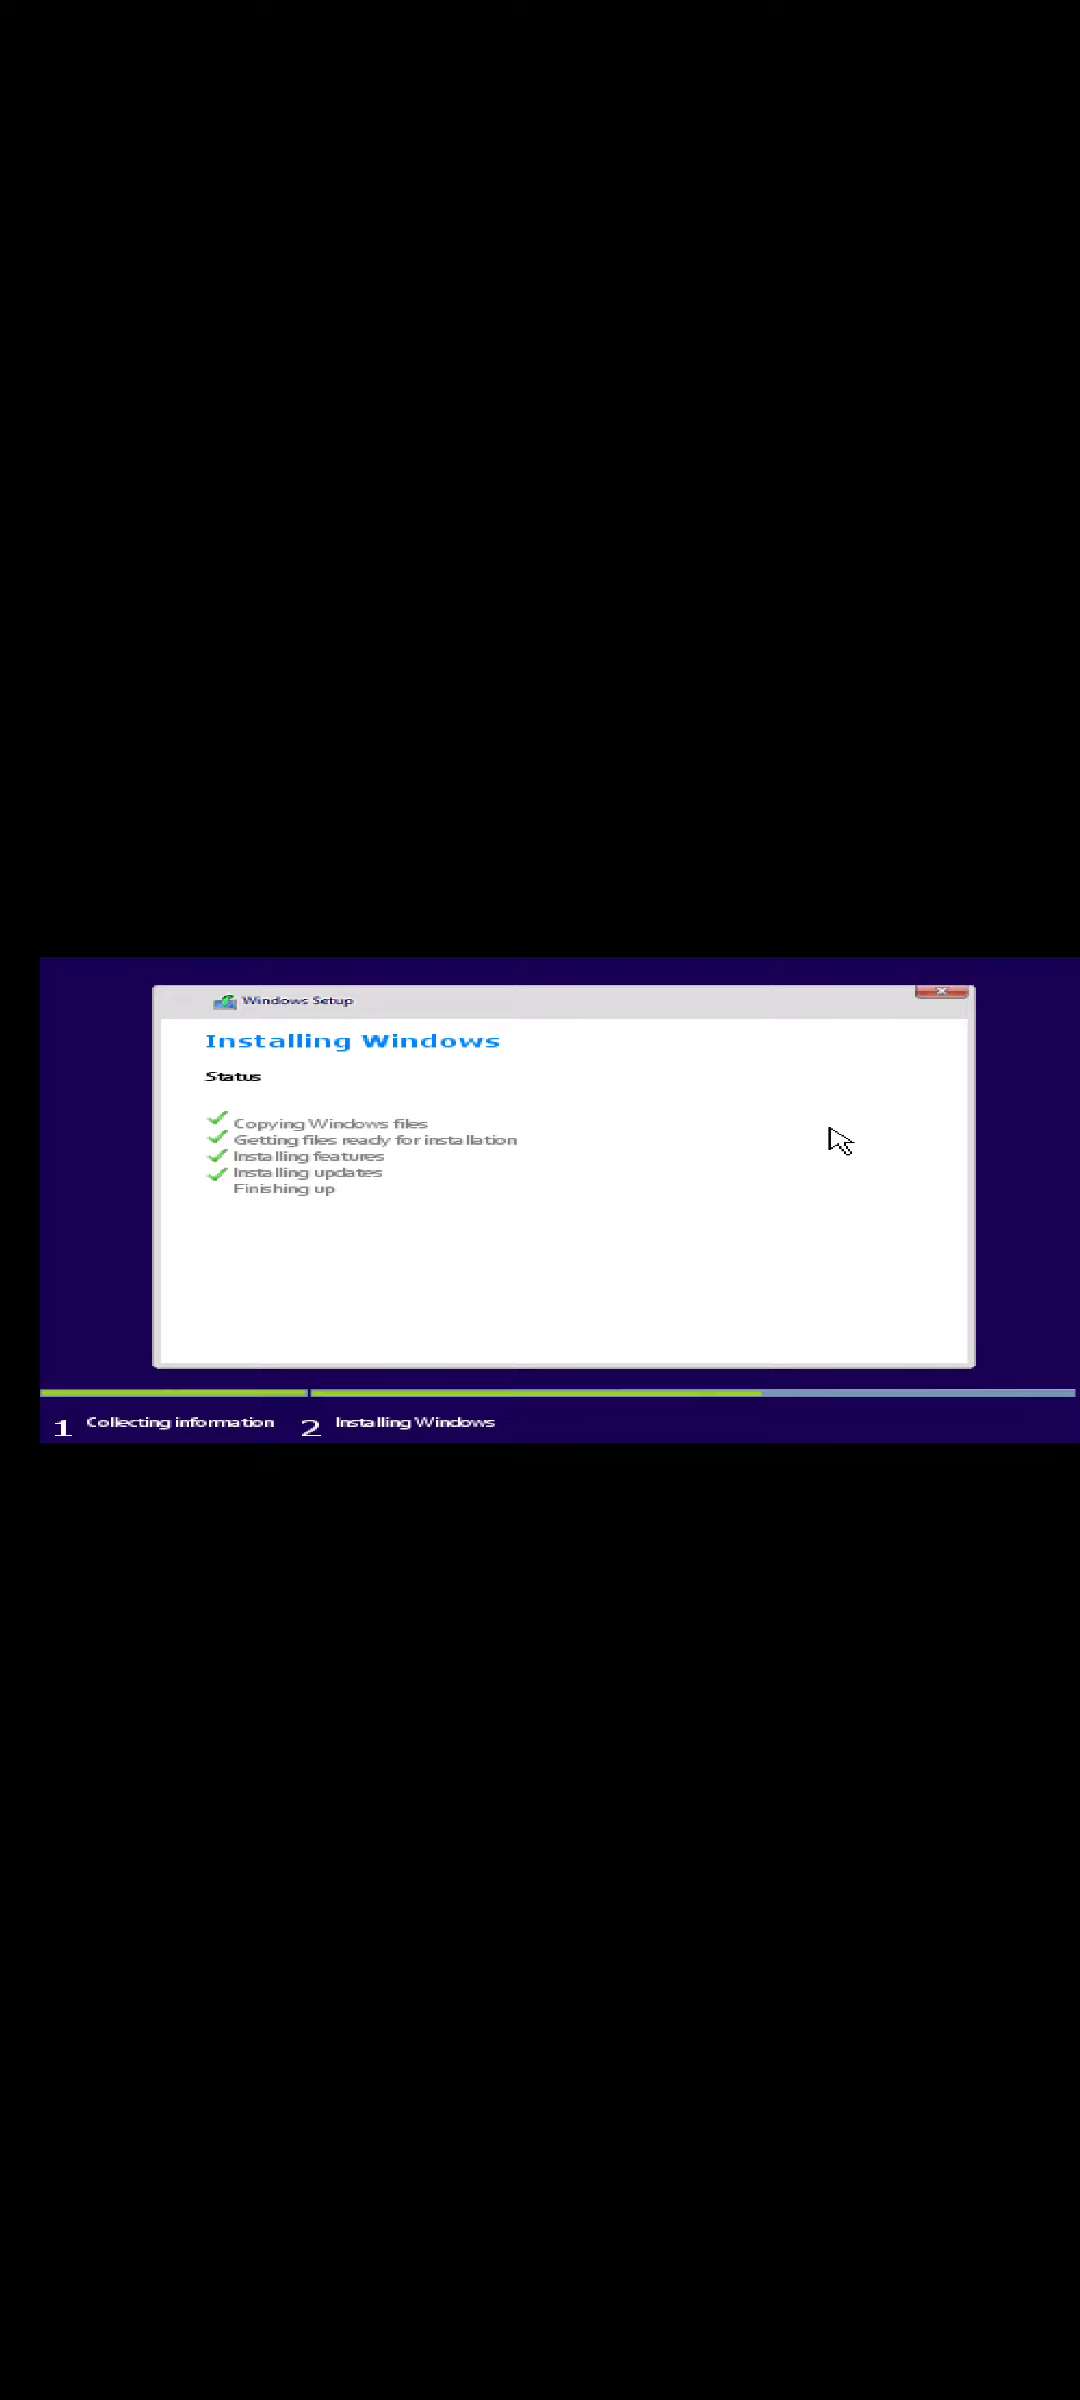 Windows Setup
Installing Windows
Status
Copying Windows files
Getting files ready for installation
Installing features
Installing updates
Finishing up
1 Collecting information 2 Installing Windows